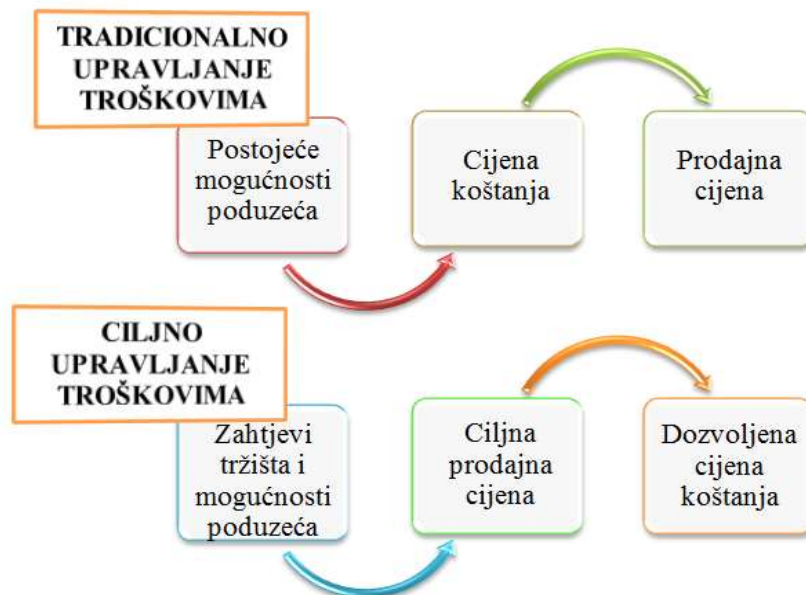 TRADICIONALNO
UPRAVLJANJE
TROŠKOVIMA
Postojeće
mogućnosti
poduzeća
Cijena
koštanja
Prodajna
cijena
CILJNO
UPRAVLJANJE
TROŠKOVIMA
Zahtjevi
tržišta i
mogućnosti
poduzeća
Ciljna
prodajna
cijena
Dozvoljena
cijena
koštanja